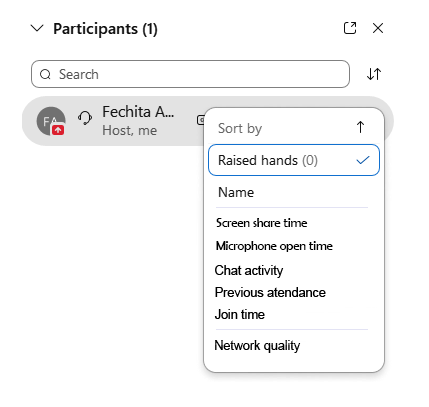 Participants (1)
Search
FA
Fechita A...
Host, me
Sort by
Raised hands (0)
Name
Screen share time
Microphone open time
Chat activity
Previous atendance
Join time
Network quality